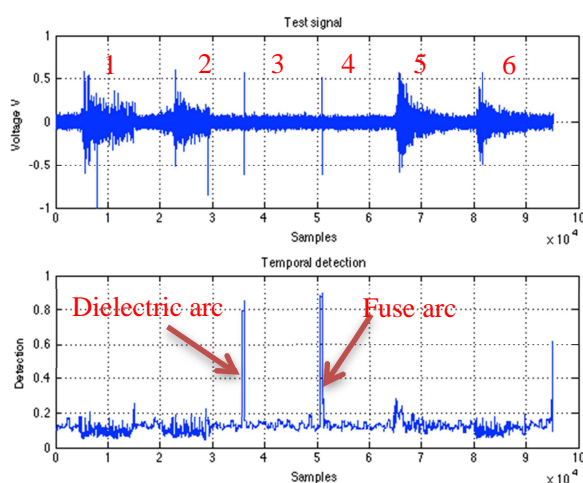 Test signal
1 2 3 4 5 6
1
0.5
0
-0.5
-1
Voltage V
0 1 2 3 4 5 6 7 8 9 10
Samples
x 10^4
Temporal detection
1
0.8
0.6
0.4
0.2
0
Detection
Dielectric arc
Fuse arc
0 1 2 3 4 5 6 7 8 9 10
Samples
x 10^4